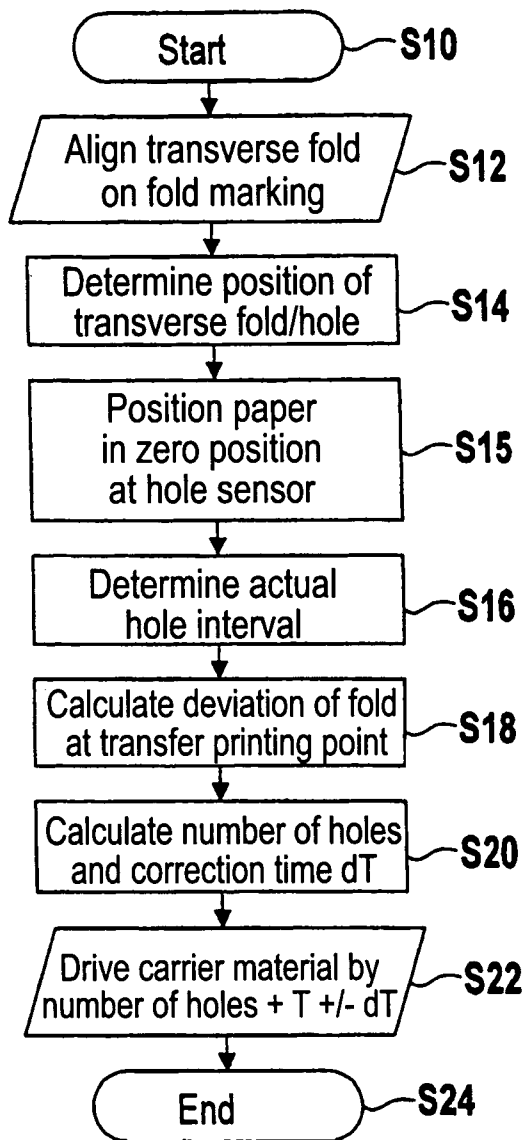 Start S10
Align transverse fold
on fold marking S12
Determine position of
transverse fold/hole S14
Position paper
in zero position S15
at hole sensor
Determine actual
hole interval S16
Calculate deviation of fold
at transfer printing point S18
Calculate number of holes
and correction time dT S20
Drive carrier material by
number of holes + T +/- dT S22
End S24